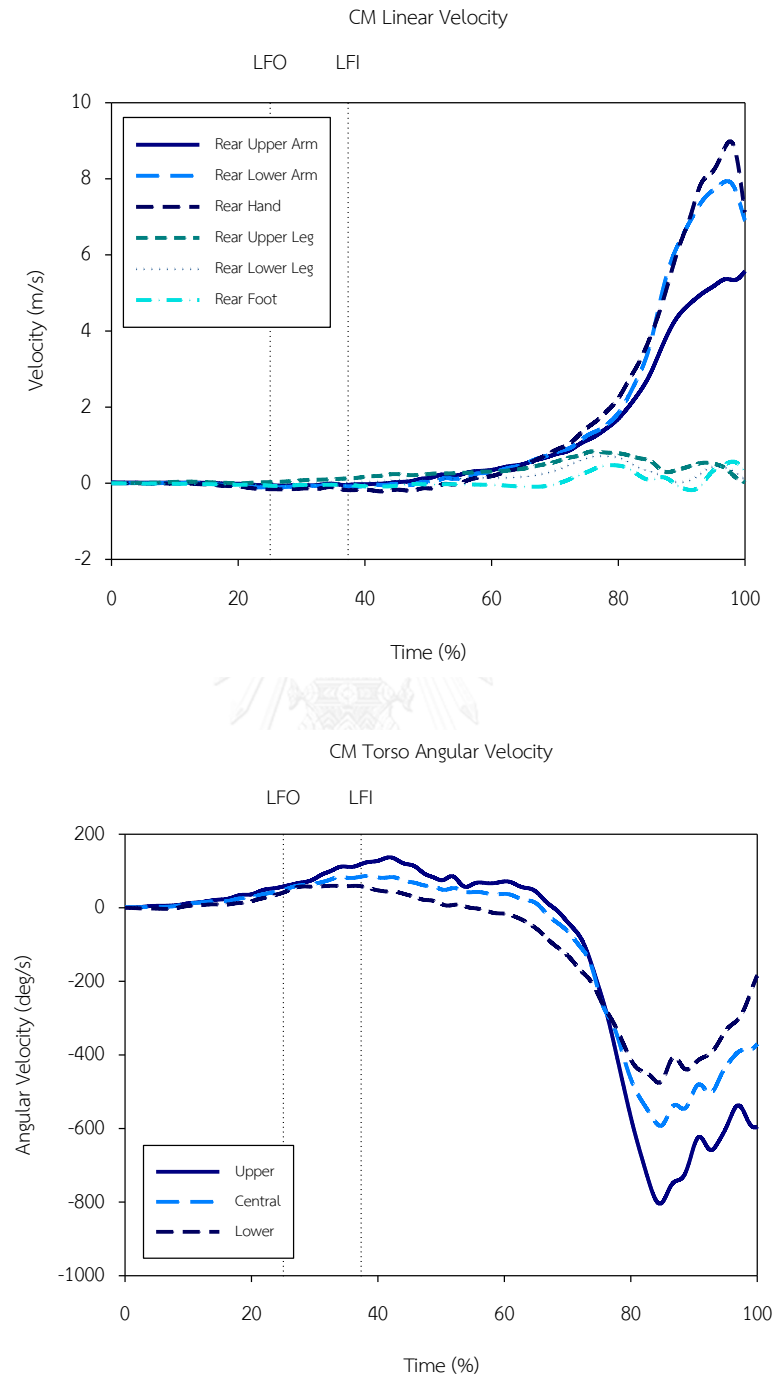 CM Linear Velocity
LFO LFI
10
8
6
4
2
0
-2
Velocity (m/s)
Rear Upper Arm
Rear Lower Arm
Rear Hand
Rear Upper Leg
Rear Lower Leg
Rear Foot
0 20 40 60 80 100
Time (%)
CM Torso Angular Velocity
LFO LFI
200
0
-200
-400
-600
-800
-1000
Angular Velocity (deg/s)
Upper
Central
Lower
0 20 40 60 80 100
Time (%)